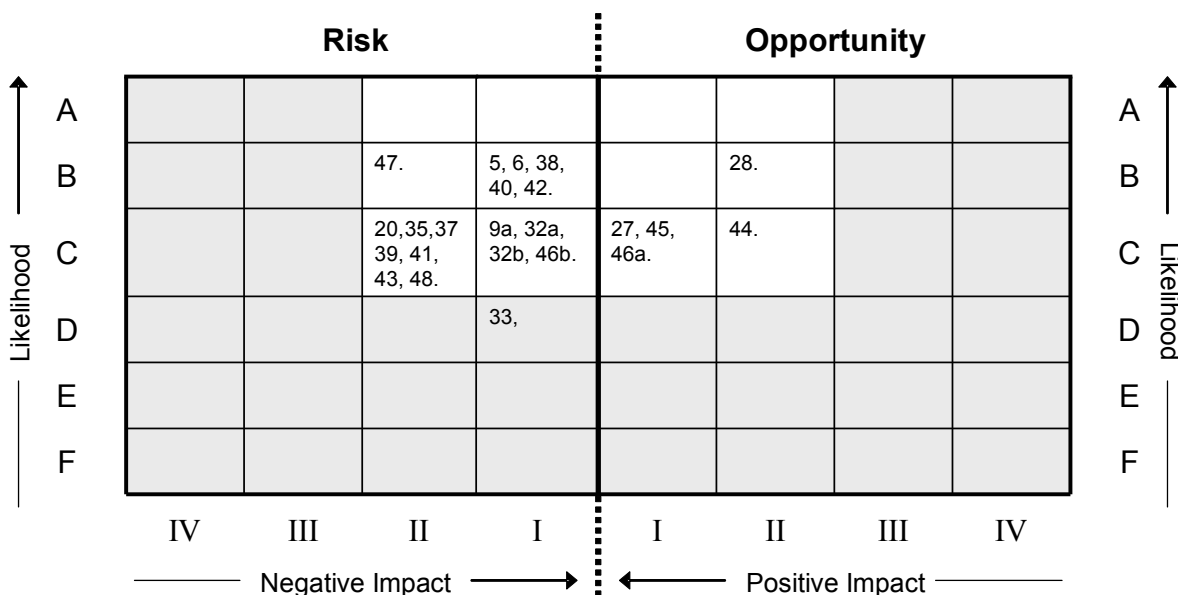 Risk
Opportunity
A
A
B
47.
5, 6, 38,
40, 42.
28.
B
C
20,35,37
39, 41,
43, 48.
9a, 32a,
32b, 46b.
27, 45,
46a.
44.
C
Likelihood
Likelihood
D
33,
D
E
E
F
F
IV
III
II
I
I
II
III
IV
Negative Impact
Positive Impact